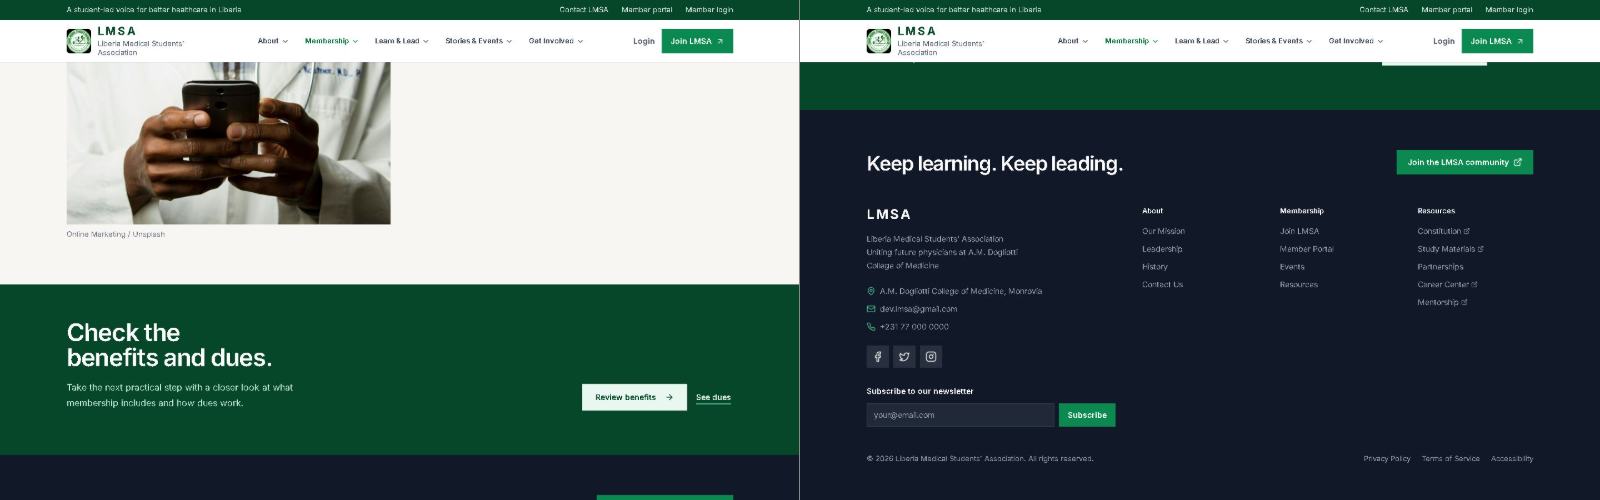 A student-led voice for better healthcare in Liberia
Contact LMSA Member portal Member login
LMSA
Liberia Medical Students' Association
About Membership Learn & Lead Stories & Events Get Involved
Login Join LMSA
Online Marketing / Unsplash
Check the
benefits and dues.
Take the next practical step with a closer look at what
membership includes and how dues work.
Review benefits See dues
A student-led voice for better healthcare in Liberia
Contact LMSA Member portal Member login
LMSA
Liberia Medical Students'
Association
About Membership Learn & Lead Stories & Events Get Involved
Login Join LMSA
Keep learning. Keep leading.
Join the LMSA community
LMSA
Liberia Medical Students' Association
Uniting future physicians at A.M. Dogliotti
College of Medicine
A.M. Dogliotti College of Medicine, Monrovia
dev.lmsa@gmail.com
+231 77 000 0000
About
Our Mission
Leadership
History
Contact Us
Membership
Join LMSA
Member Portal
Events
Resources
Resources
Constitution
Study Materials
Partnerships
Career Center
Mentorship
Subscribe to our newsletter
your@email.com
Subscribe
© 2026 Liberia Medical Students' Association. All rights reserved.
Privacy Policy Terms of Service Accessibility